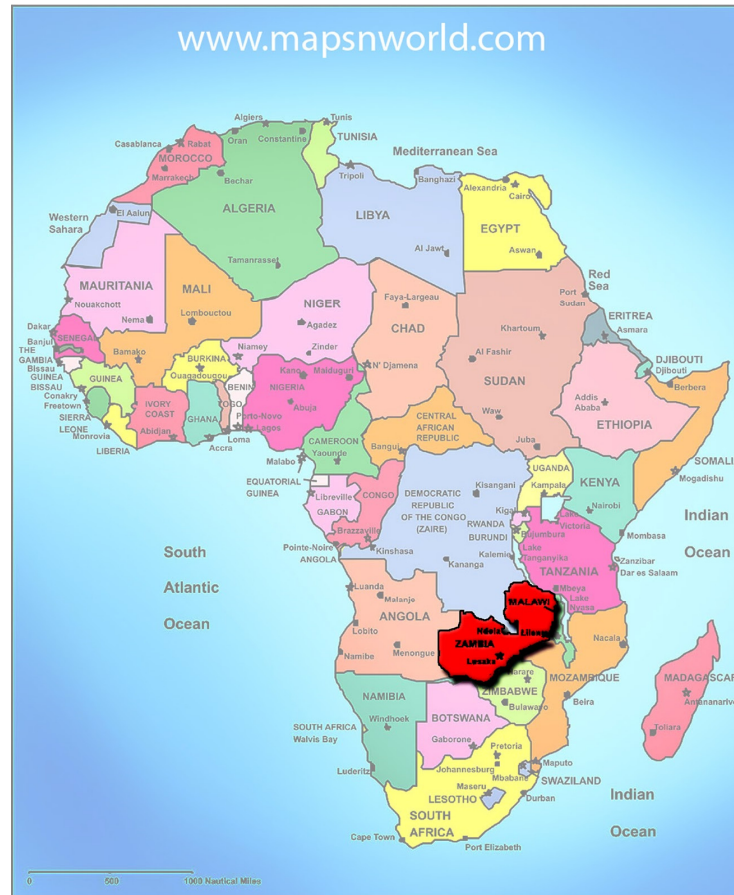 www.mapsnworld.com
Algiers
Tunis
Oran
Constantine
TUNISIA
Casablanca
Rabat
MOROCCO
Marrakech
Bechar
Tripoli
Mediterranean Sea
Banghazi
Alexandria
Cairo
Western
Sahara
El Aalun
ALGERIA
LIBYA
EGYPT
Al Jawt
Aswan
Tamanrasset
MAURITANIA
MALI
Nouakchott
Nema
Lombouctou
NIGER
Agadez
Zinder
Niamey
Faya-Largeau
CHAD
N' Djamena
Port
Sudan
Red
Sea
Khartoum
Al Fashir
SUDAN
Waw
Juba
ERITREA
Asmara
DJIBOUTI
Djibouti
Berbera
Addis
Ababa
ETHIOPIA
SOMALI
Mogadishu
Dakar
SENEGAL
Banjul
THE
GAMBIA
Bissau
GUINEA
BISSAU
Conakry
Freetown
SIERRA
LEONE
Monrovia
LIBERIA
GUINEA
Bamako
BURKINA
Ouagadougou
IVORY
COAST
Abidjan
GHANA
Accra
TOGO
Loma
BENIN
Porto-Novo
Lagos
NIGERIA
Kano
Maiduguri
Abuja
CAMEROON
Yaounde
Malabo
EQUATORIAL
GUINEA
Libreville
GABON
CONGO
Brazzaville
Pointe-Noire
ANGOLA
Kinshasa
CENTRAL
AFRICAN
REPUBLIC
Bangui
DEMOCRATIC
REPUBLIC
OF THE CONGO
(ZAIRE)
Kisangani
Kananga
Kalemie
UGANDA
Kampala
KENYA
Nairobi
Mombasa
Kigali
RWANDA
BURUNDI
Bujumbura
Lake
Victoria
Lake
Tanganyika
TANZANIA
Zanzibar
Dar es Salaam
Mbeya
Lake
Nyasa
Indian
Ocean
South
Atlantic
Ocean
Luanda
Malanje
ANGOLA
Lobito
Namibe
Menongue
MALAWI
Ndola
ZAMBIA
Lusaka
Nacala
MOZAMBIQUE
Beira
ZIMBABWE
Bulawayo
MADAGASCAR
Antananarivo
Toliara
NAMIBIA
Windhoek
SOUTH AFRICA
Walvis Bay
Luderitz
BOTSWANA
Gaborone
Pretoria
Johannesburg
Mbabane
Maputo
SWAZILAND
Maseru
LESOTHO
Durban
SOUTH
AFRICA
Cape Town
Port Elizabeth
Indian
Ocean
0
500
1000 Nautical Miles